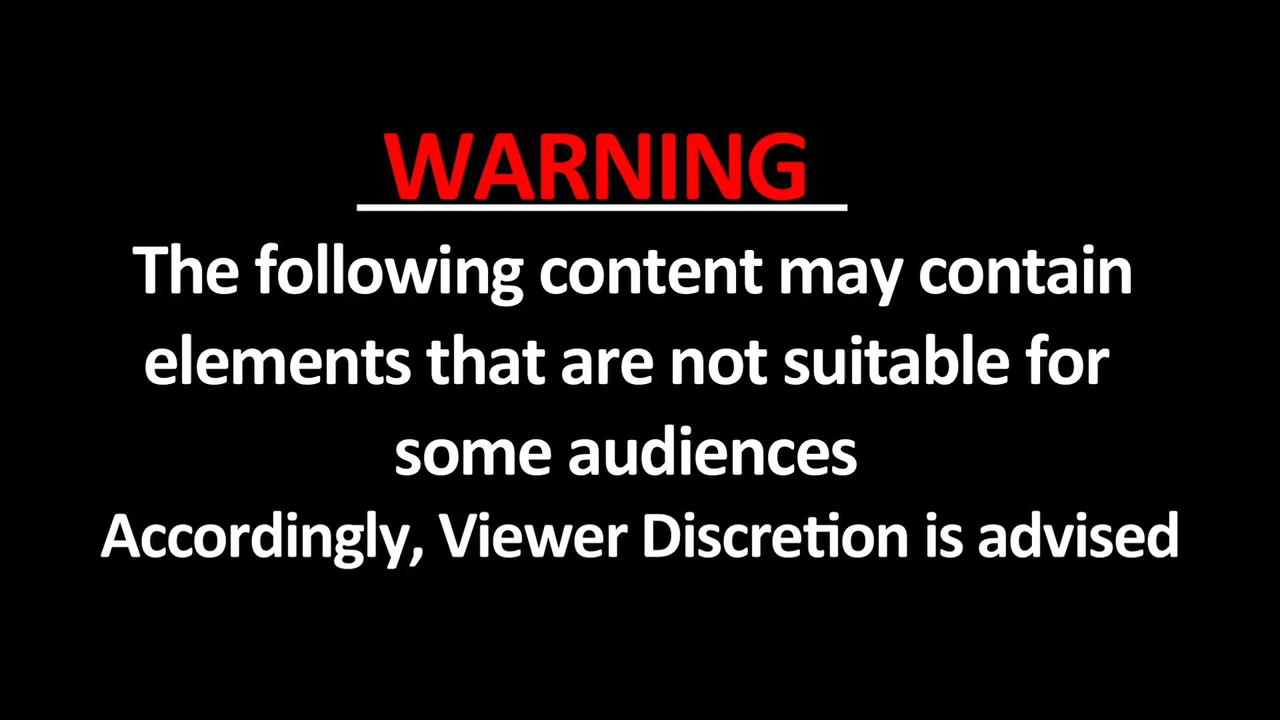 WARNING
The following content may contain
elements that are not suitable for
some audiences
Accordingly, Viewer Discretion is advised